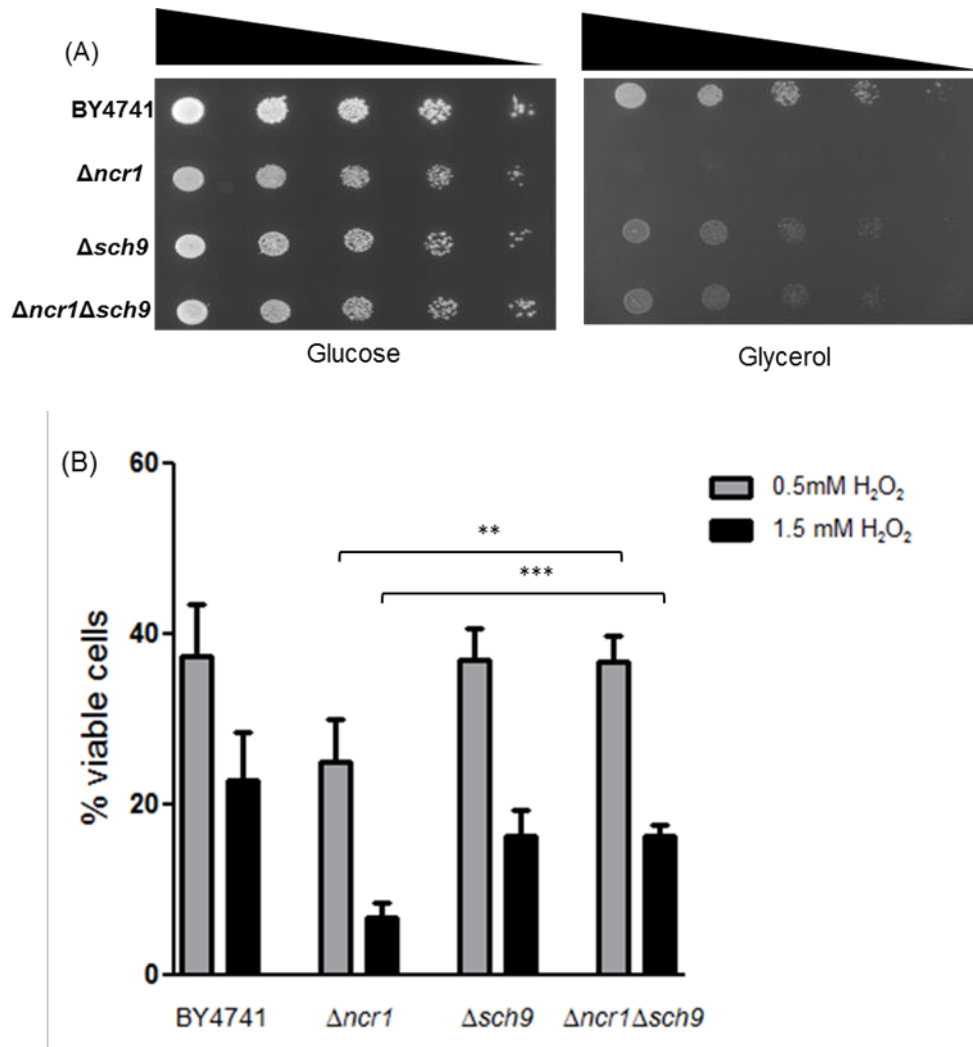 (A)
BY4741
Δncr1
Δsch9
Δncr1Δsch9
Glucose
Glycerol
(B)
% viable cells
60
40
20
0
0.5mM H₂O₂
1.5 mM H₂O₂
**
***
BY4741
Δncr1
Δsch9
Δncr1Δsch9